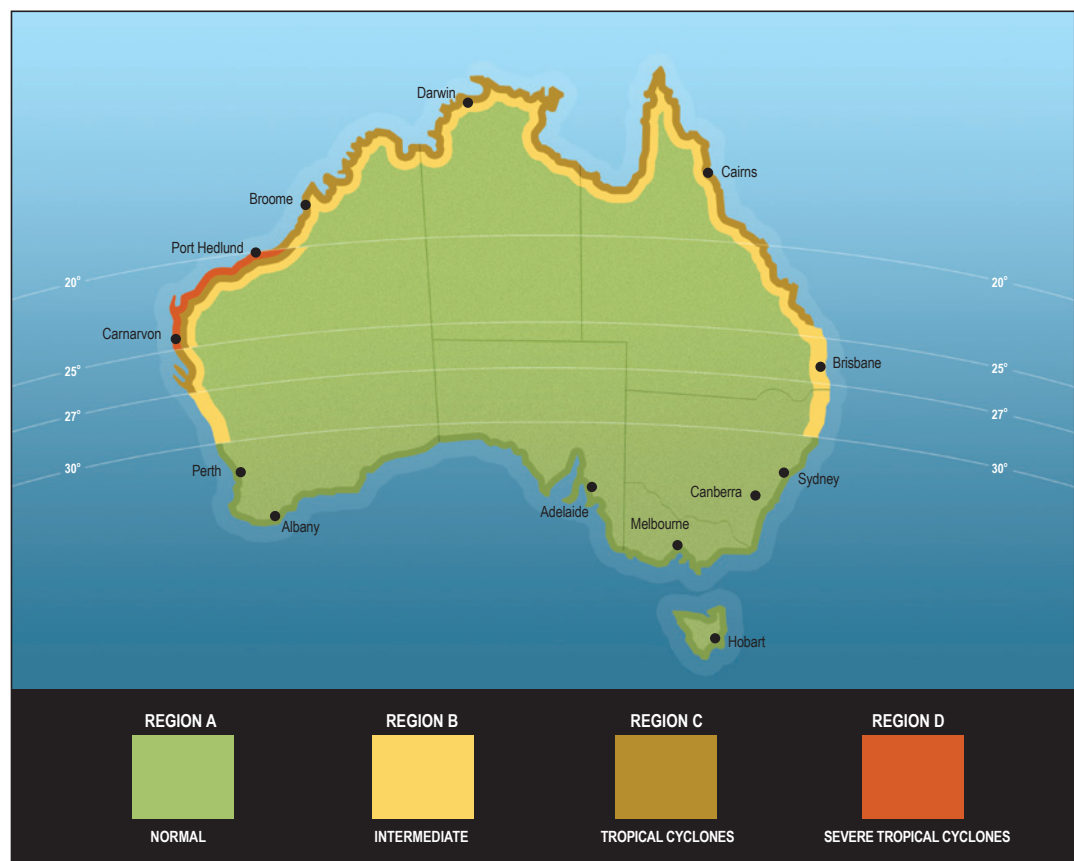 Darwin
Cairns
Broome
Port Hedlund
20°
20°
Carnarvon
Brisbane
25°
25°
27°
27°
Perth
30°
30°
Sydney
Canberra
Adelaide
Albany
Melbourne
Hobart
REGION A
REGION B
REGION C
REGION D
NORMAL
INTERMEDIATE
TROPICAL CYCLONES
SEVERE TROPICAL CYCLONES